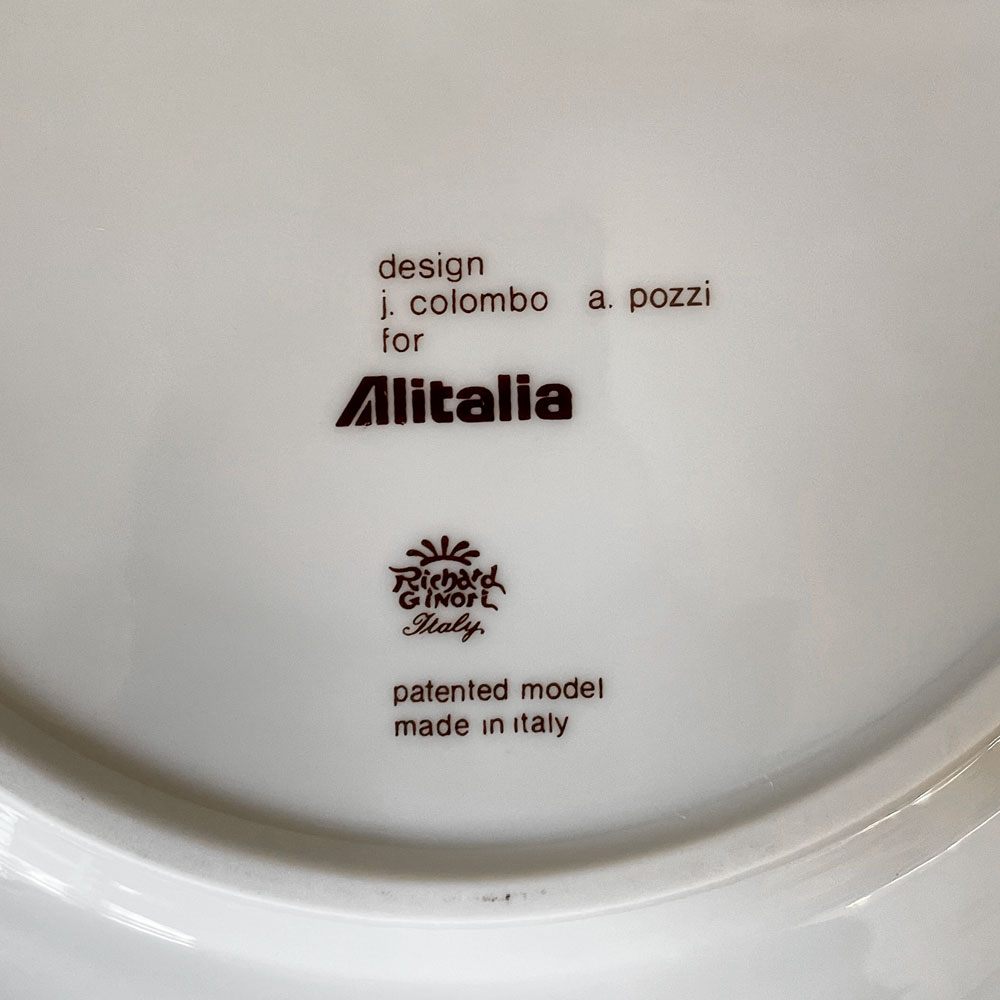 design
j. colombo a. pozzi
for
Alitalia
Richard
GiNORI
Italy
patented model
made in italy